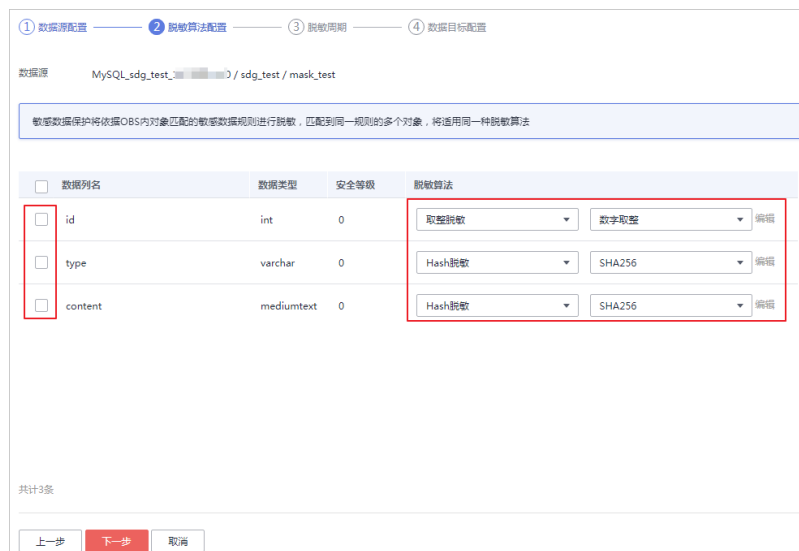 1 数据源配置 2 脱敏算法配置 3 脱敏周期 4 数据目标配置
数据源 MySQL_sdg_test_ 0 / sdg_test / mask_test
敏感数据保护将依据OBS内对象匹配的敏感数据规则进行脱敏，匹配到同一规则的多个对象，将适用同一种脱敏算法
数据列名 数据类型 安全等级 脱敏算法
id int 0 取整脱敏 数字取整 编辑
type varchar 0 Hash脱敏 SHA256 编辑
content mediumtext 0 Hash脱敏 SHA256 编辑
共计3条
上一步 下一步 取消